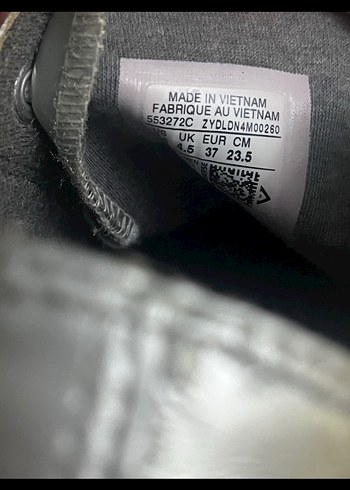 MADE IN VIETNAM
FABRIQUE AU VIETNAM
553272C ZYDLDN4M00260
UK EUR CM
4.5 37 23.5